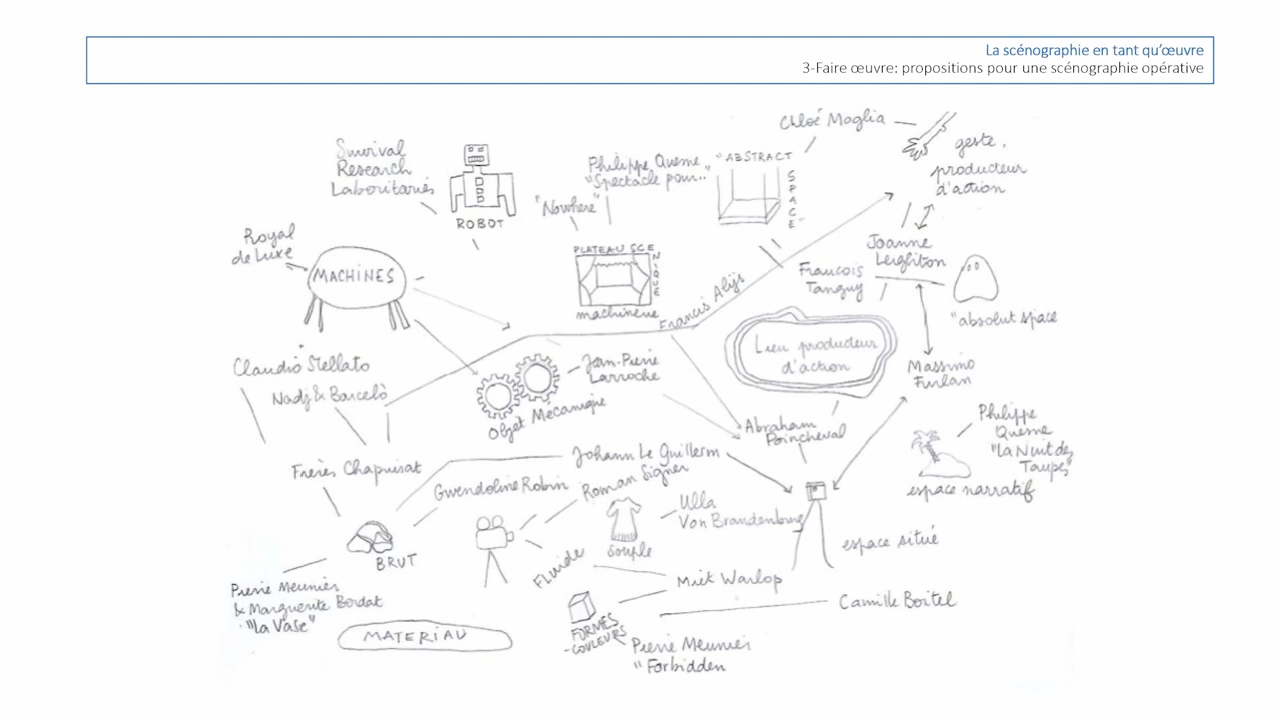 La scénographie en tant qu’œuvre
3-Faire œuvre: propositions pour une scénographie opérative
Chloé Moglia
geste,
producteur
d'action
Survival
Research
Laboritariés
ROBOT
Philippe Quesne
"Spectacle pour..."
"Nowhere"
"ABSTRACT
SPACE"
Royal
de Luxe
MACHINES
PLATEAU SCENIQUE
machinerie
Francis Alÿs
Joanne
Leighton
Francois
Tanguy
"absolut space
Lieu producteur
d'action
Claudio Stellato
Nadj & Barcelò
Jean-Pierre
Larroche
Objet Mécanique
Massimo
Furlan
Abraham
Poincheval
Philippe
Quesne
"La Nuit des
Taupes"
espace narratif
Frères Chapuisat
Johann Le Guillerm
Gwendoline Robin
Roman Signer
Ulla
Von Brandenburg
souple
BRUT
Fluide
espace situé
Pierre Meunier
& Marguerite Bordat
"La Vase"
MATERIAU
Miet Warlop
Camille Boitel
FORMES
-COULEURS
Pierre Meunier
"Forbidden